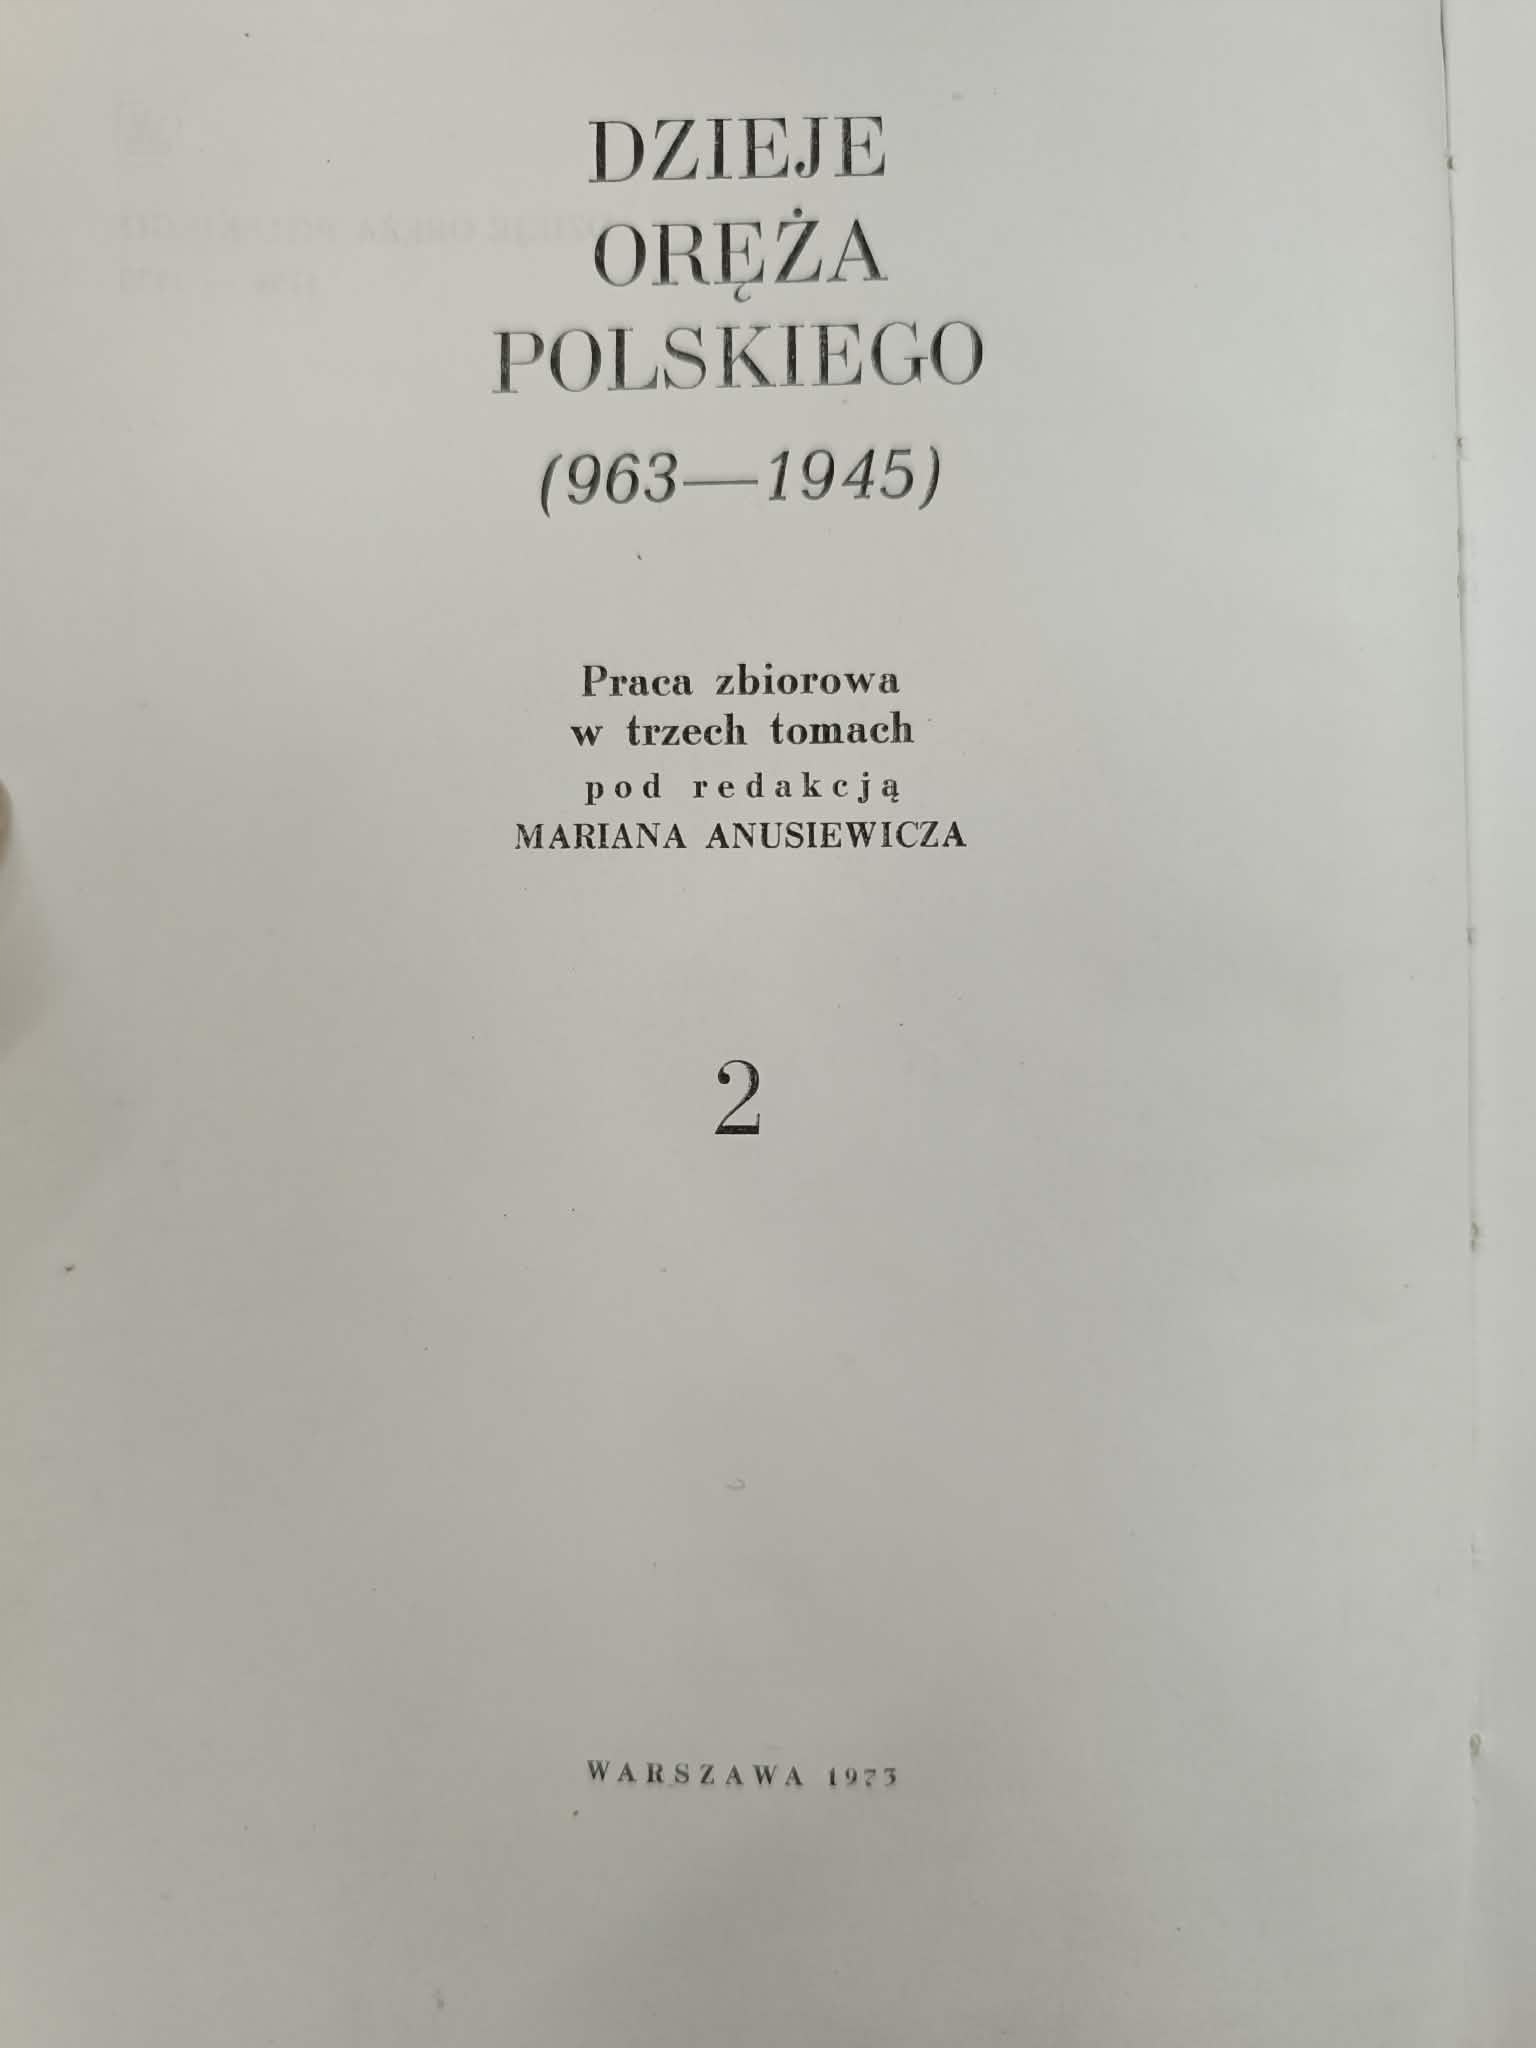 DZIEJE
ORĘŻA
POLSKIEGO
(963—1945)
Praca zbiorowa
w trzech tomach
pod redakcją
MARIANA ANUSIEWICZA
2
WARSZAWA 1973